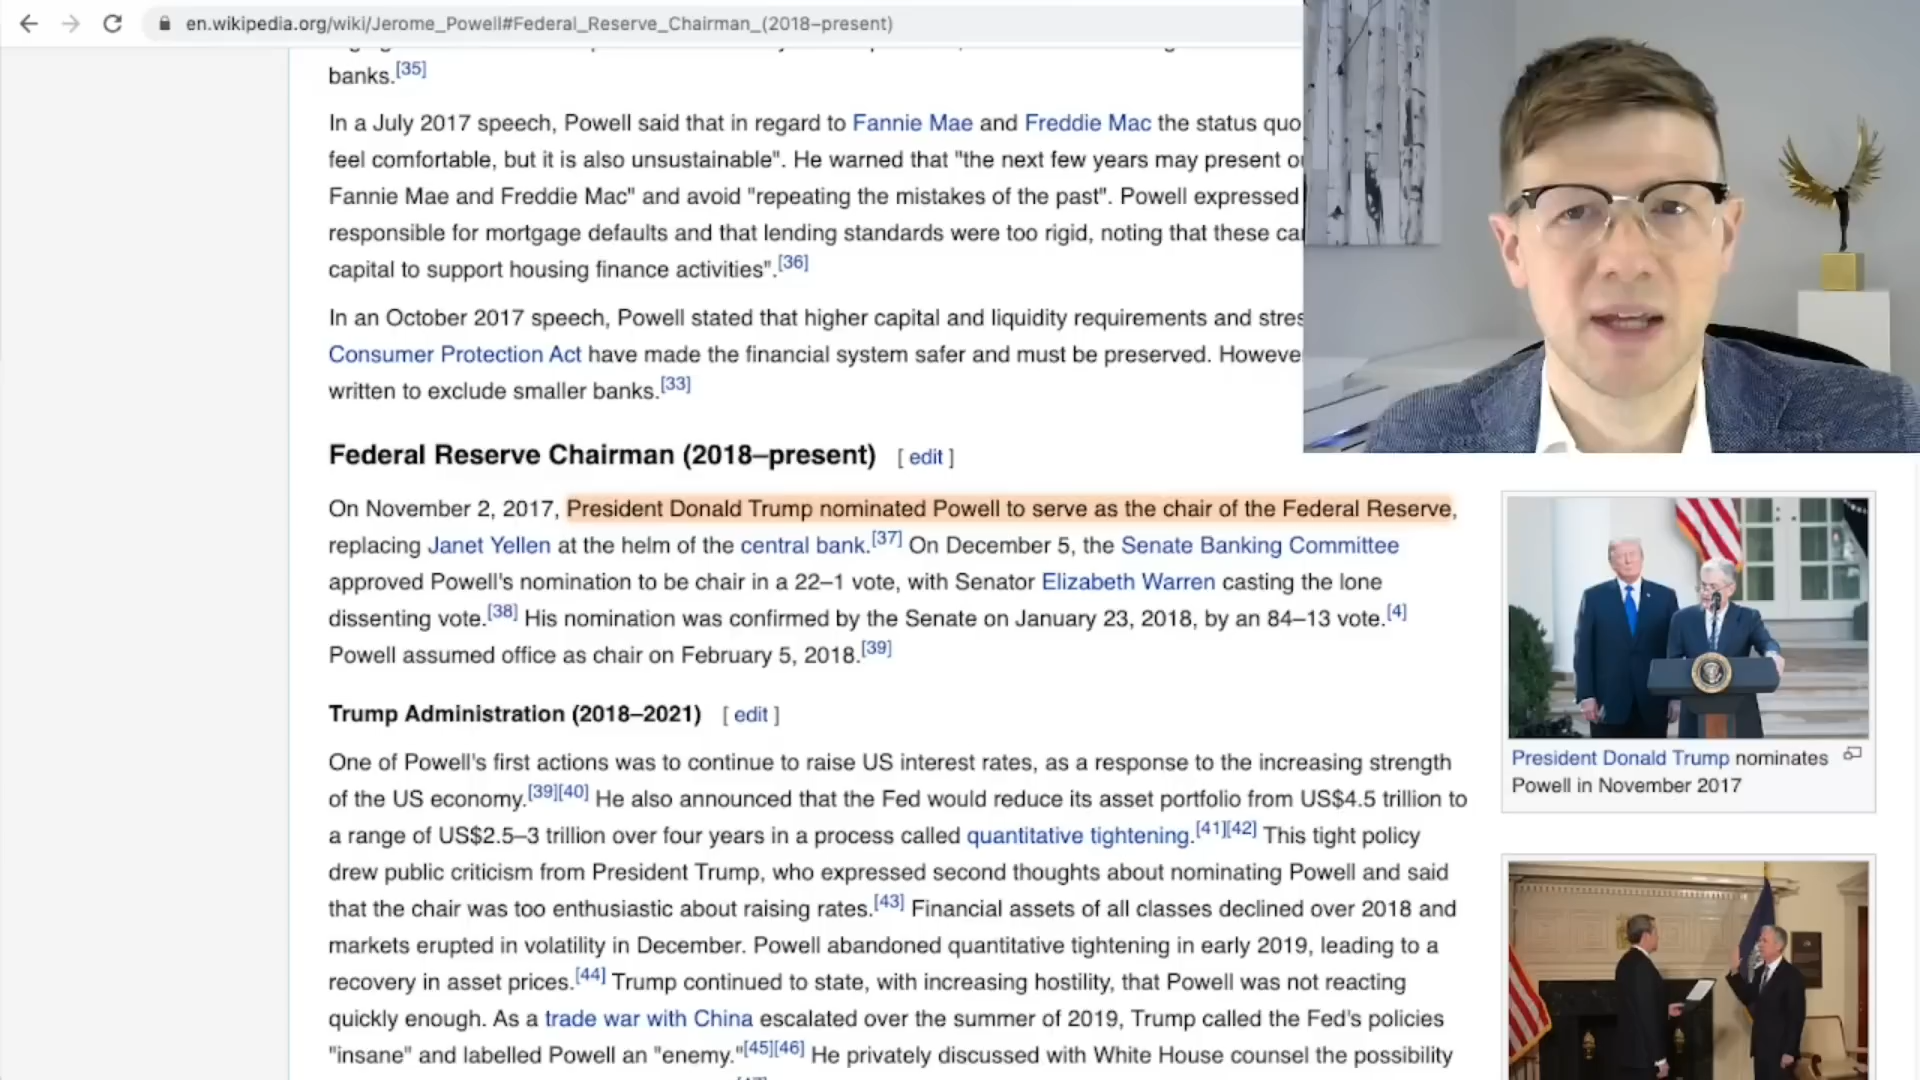 en.wikipedia.org/wiki/Jerome_Powell#Federal_Reserve_Chairman_(2018–present)
banks.[35]
In a July 2017 speech, Powell said that in regard to Fannie Mae and Freddie Mac the status quo
feel comfortable, but it is also unsustainable". He warned that "the next few years may present
Fannie Mae and Freddie Mac" and avoid "repeating the mistakes of the past". Powell expressed
responsible for mortgage defaults and that lending standards were too rigid, noting that these
capital to support housing finance activities".[36]
In an October 2017 speech, Powell stated that higher capital and liquidity requirements and
Consumer Protection Act have made the financial system safer and must be preserved.
written to exclude smaller banks.[33]
Federal Reserve Chairman (2018–present) [ edit ]
On November 2, 2017, President Donald Trump nominated Powell to serve as the chair of the Federal Reserve,
replacing Janet Yellen at the helm of the central bank.[37] On December 5, the Senate Banking Committee
approved Powell's nomination to be chair in a 22–1 vote, with Senator Elizabeth Warren casting the lone
dissenting vote.[38] His nomination was confirmed by the Senate on January 23, 2018, by an 84–13 vote.[4]
Powell assumed office as chair on February 5, 2018.[39]
President Donald Trump nominates
Powell in November 2017
Trump Administration (2018–2021) [ edit ]
One of Powell's first actions was to continue to raise US interest rates, as a response to the increasing strength
of the US economy.[39][40] He also announced that the Fed would reduce its asset portfolio from US$4.5 trillion to
a range of US$2.5–3 trillion over four years in a process called quantitative tightening.[41][42] This tight policy
drew public criticism from President Trump, who expressed second thoughts about nominating Powell and said
that the chair was too enthusiastic about raising rates.[43] Financial assets of all classes declined over 2018 and
markets erupted in volatility in December. Powell abandoned quantitative tightening in early 2019, leading to a
recovery in asset prices.[44] Trump continued to state, with increasing hostility, that Powell was not reacting
quickly enough. As a trade war with China escalated over the summer of 2019, Trump called the Fed's policies
"insane" and labelled Powell an "enemy."[45][46] He privately discussed with White House counsel the possibility